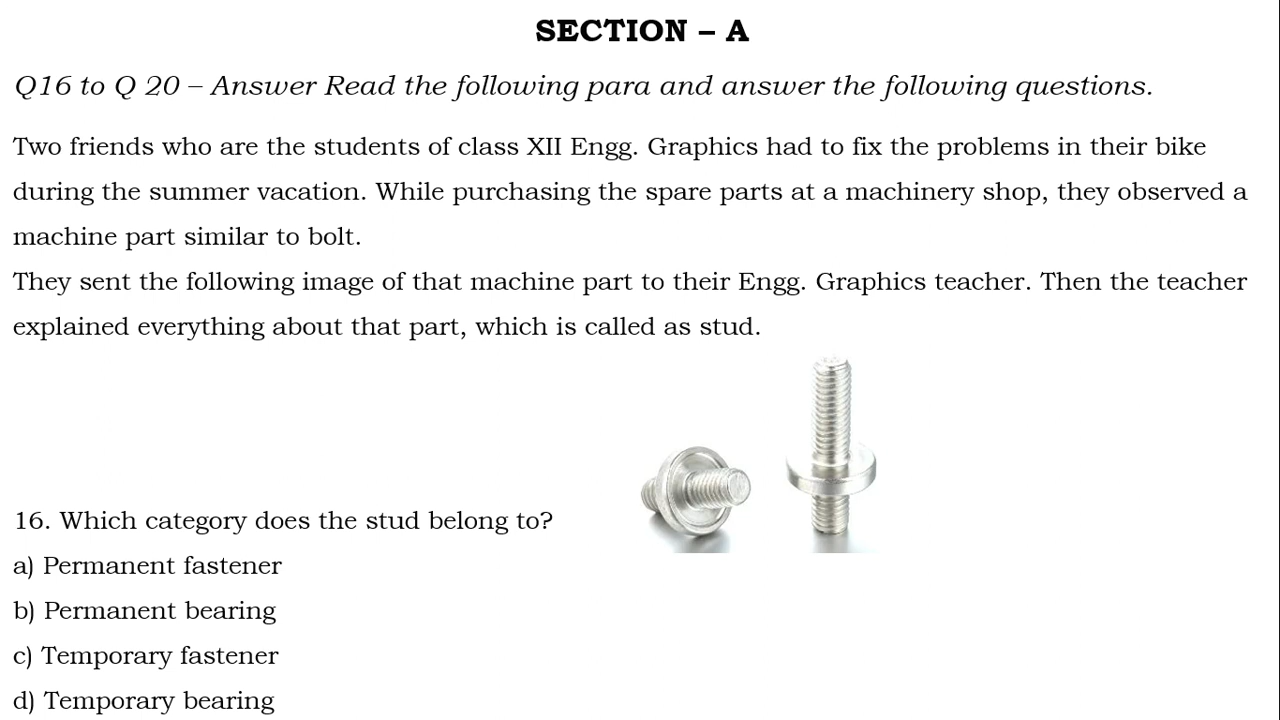 SECTION – A
Q16 to Q 20 – Answer Read the following para and answer the following questions.
Two friends who are the students of class XII Engg. Graphics had to fix the problems in their bike
during the summer vacation. While purchasing the spare parts at a machinery shop, they observed a
machine part similar to bolt.
They sent the following image of that machine part to their Engg. Graphics teacher. Then the teacher
explained everything about that part, which is called as stud.
16. Which category does the stud belong to?
a) Permanent fastener
b) Permanent bearing
c) Temporary fastener
d) Temporary bearing